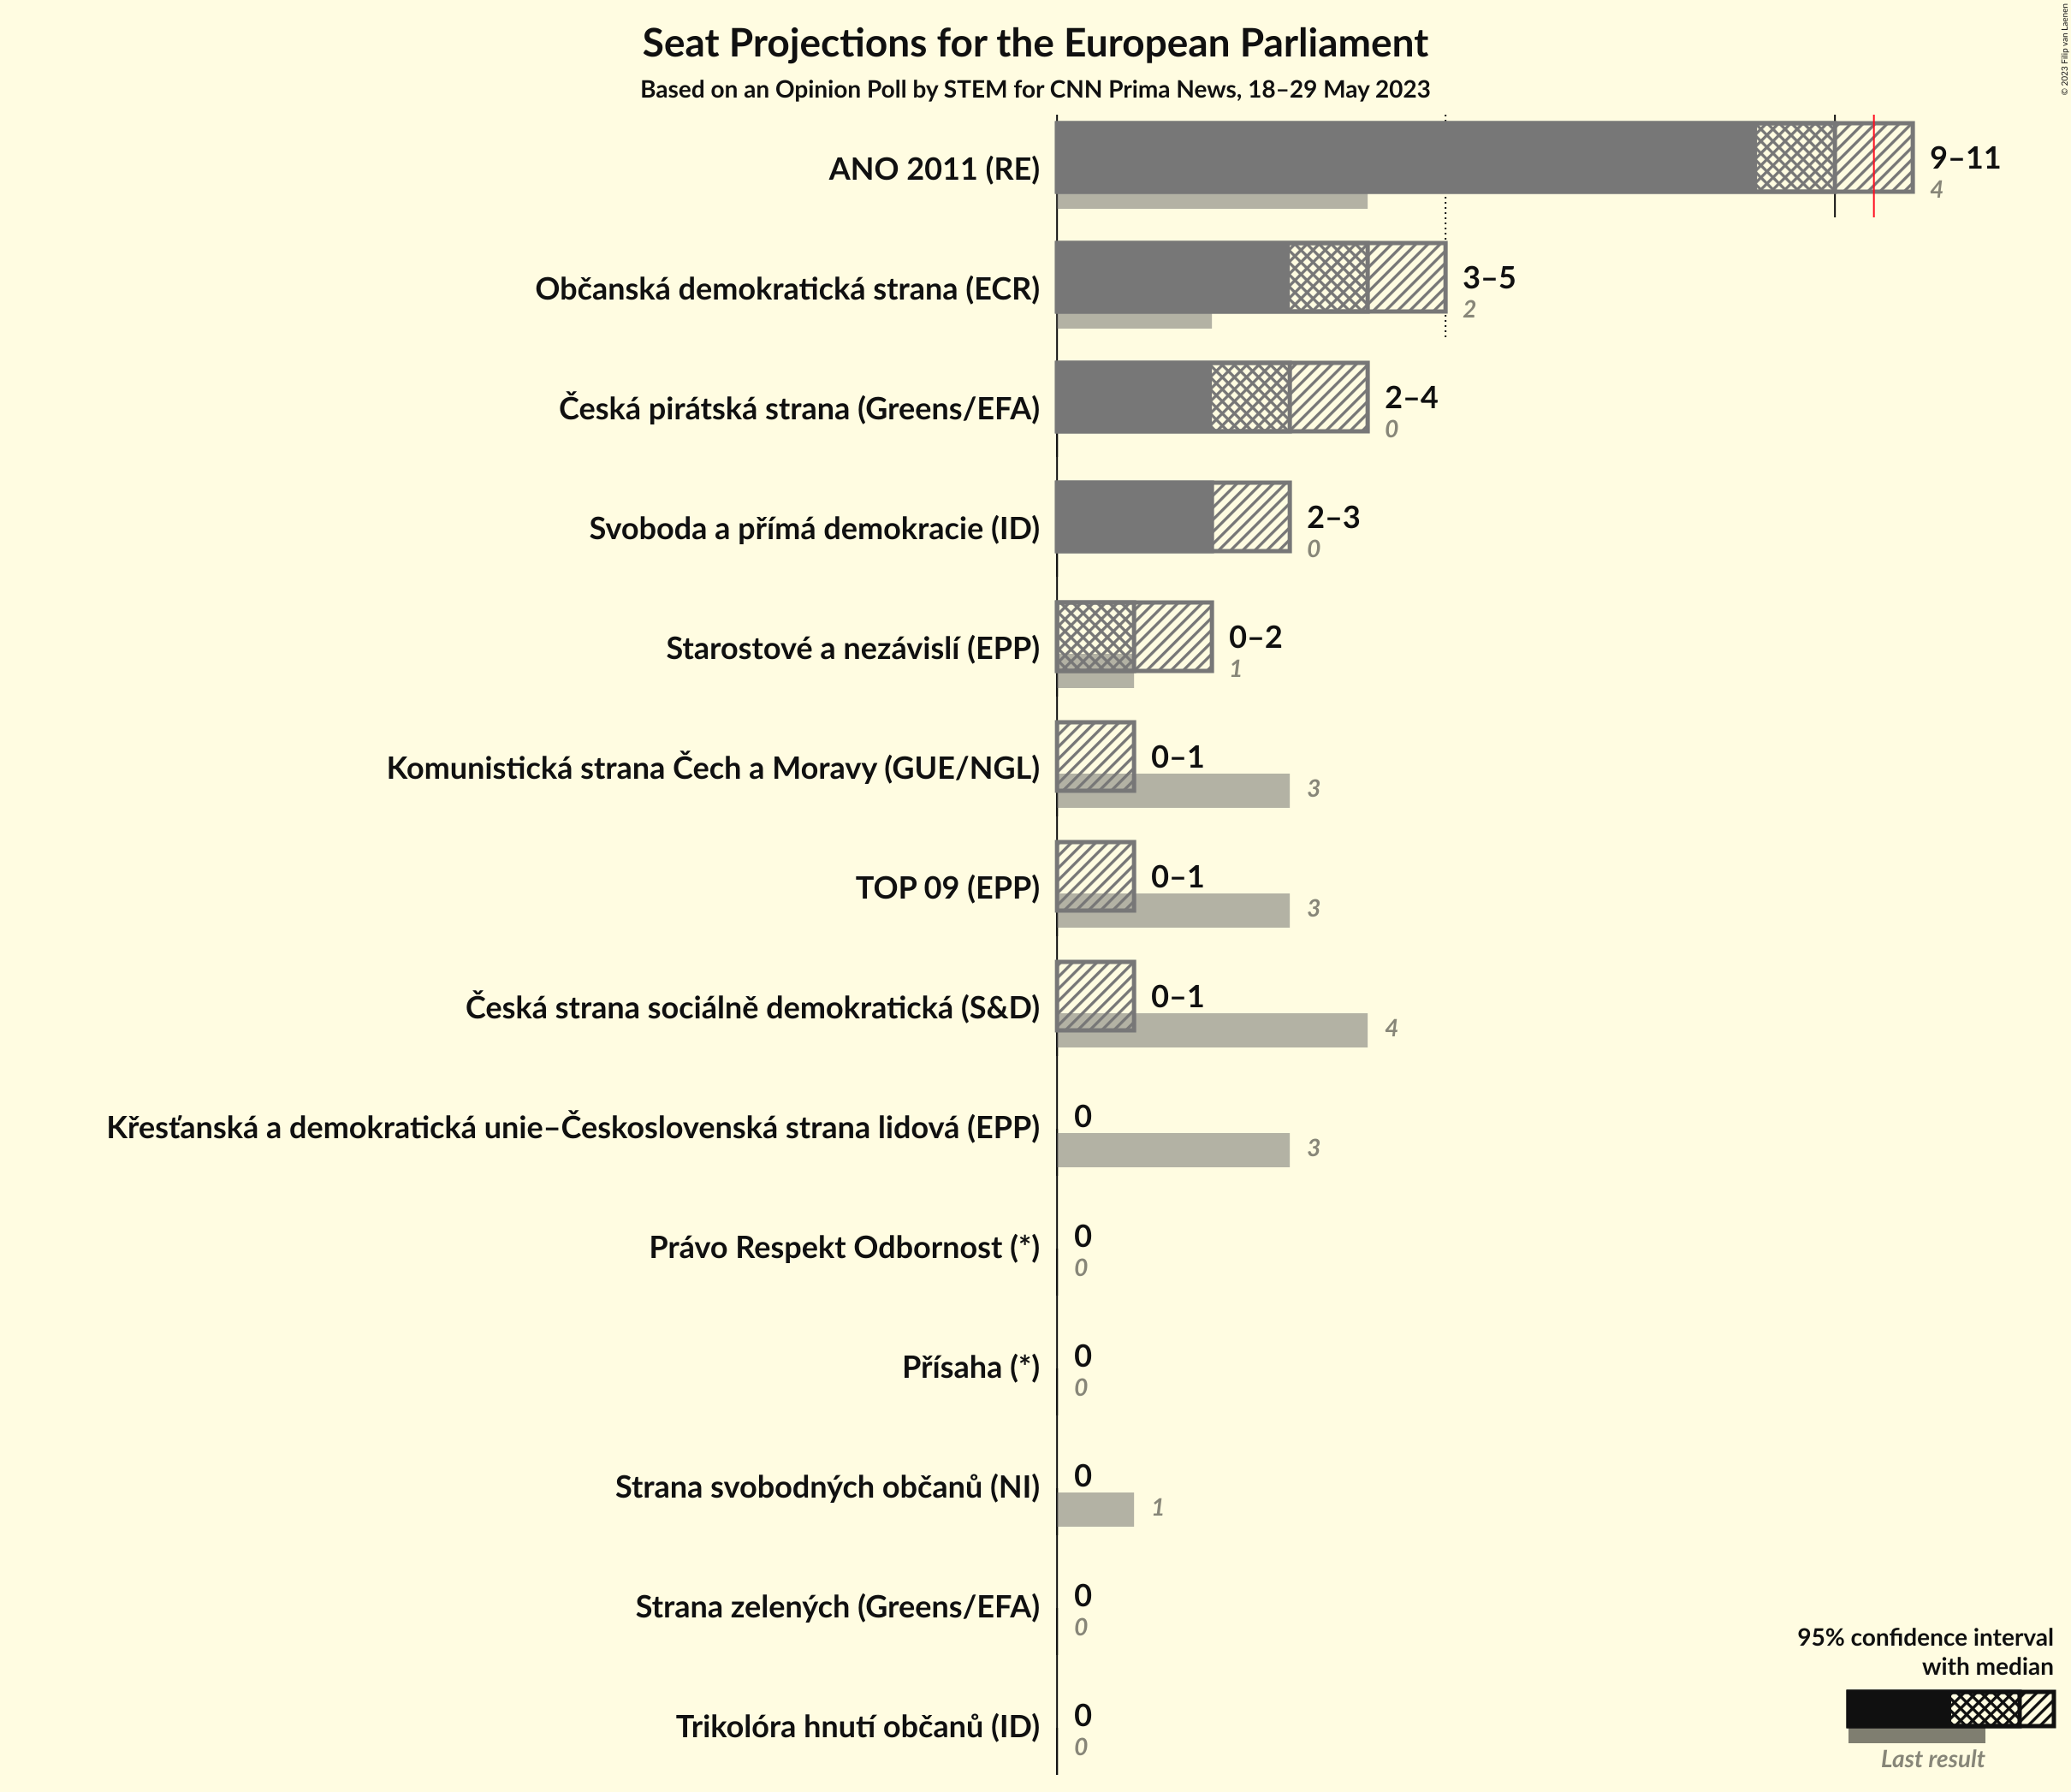 Seat Projections for the European Parliament
Based on an Opinion Poll by STEM for CNN Prima News, 18–29 May 2023
© 2023 Filip van Laenen
ANO 2011 (RE)
9–11
4
Občanská demokratická strana (ECR)
3–5
2
Česká pirátská strana (Greens/EFA)
2–4
0
Svoboda a přímá demokracie (ID)
2–3
0
Starostové a nezávislí (EPP)
0–2
1
Komunistická strana Čech a Moravy (GUE/NGL)
0–1
3
TOP 09 (EPP)
0–1
3
Česká strana sociálně demokratická (S&D)
0–1
4
Křesťanská a demokratická unie–Československá strana lidová (EPP)
0
3
Právo Respekt Odbornost (*)
0
0
Přísaha (*)
0
0
Strana svobodných občanů (NI)
0
1
Strana zelených (Greens/EFA)
0
0
Trikolóra hnutí občanů (ID)
0
0
95% confidence interval
with median
Last result